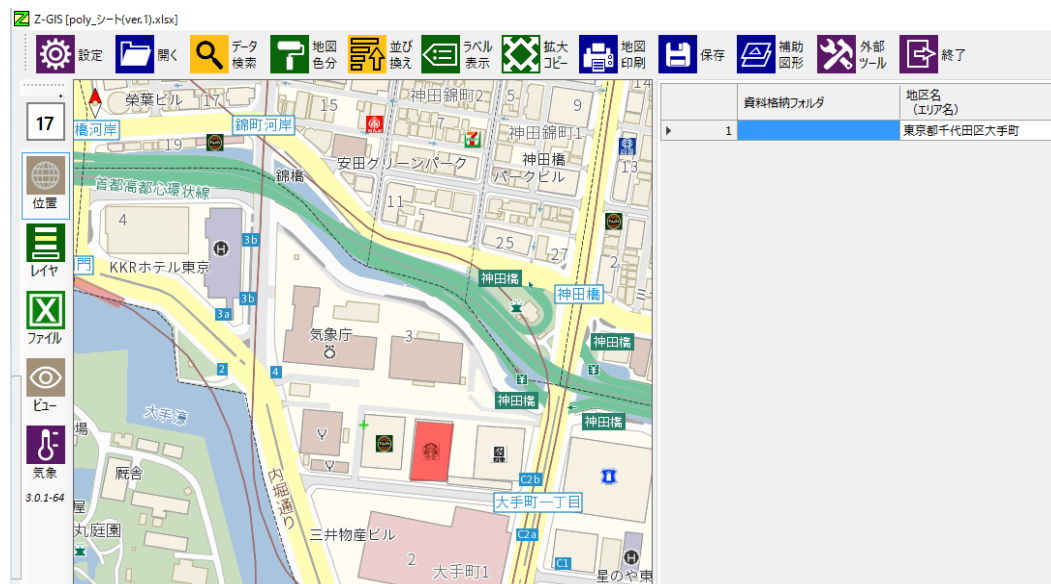 Z-GIS [poly_シート(ver.1).xlsx]
設定
開く
データ
検索
地図
色分
並び
換え
ラベル
表示
拡大
コピー
地図
印刷
保存
補助
図形
外部
ツール
終了
17
位置
レイヤ
ファイル
ビュー
気象
3.0.1-64
資料格納フォルダ
地区名
(エリア名)
1
東京都千代田区大手町
栄葉ビル
17
15
神田錦町2
5
9
14
橋河岸
錦町河岸
7
神田錦町1
19
安田グリーンパーク
神田橋
パークビル
13
錦橋
首都高都心環状線
11
4
3b
25
27
2
門
KKRホテル東京
神田橋
神田橋
3b
3a
気象庁
3
神田橋
2
4
神田橋
神田橋
大手濠
場
厩舎
内堀通り
C2b
大手町一丁目
屋
丸庭園
三井物産ビル
C2a
2
大手町1
C1
星のや東